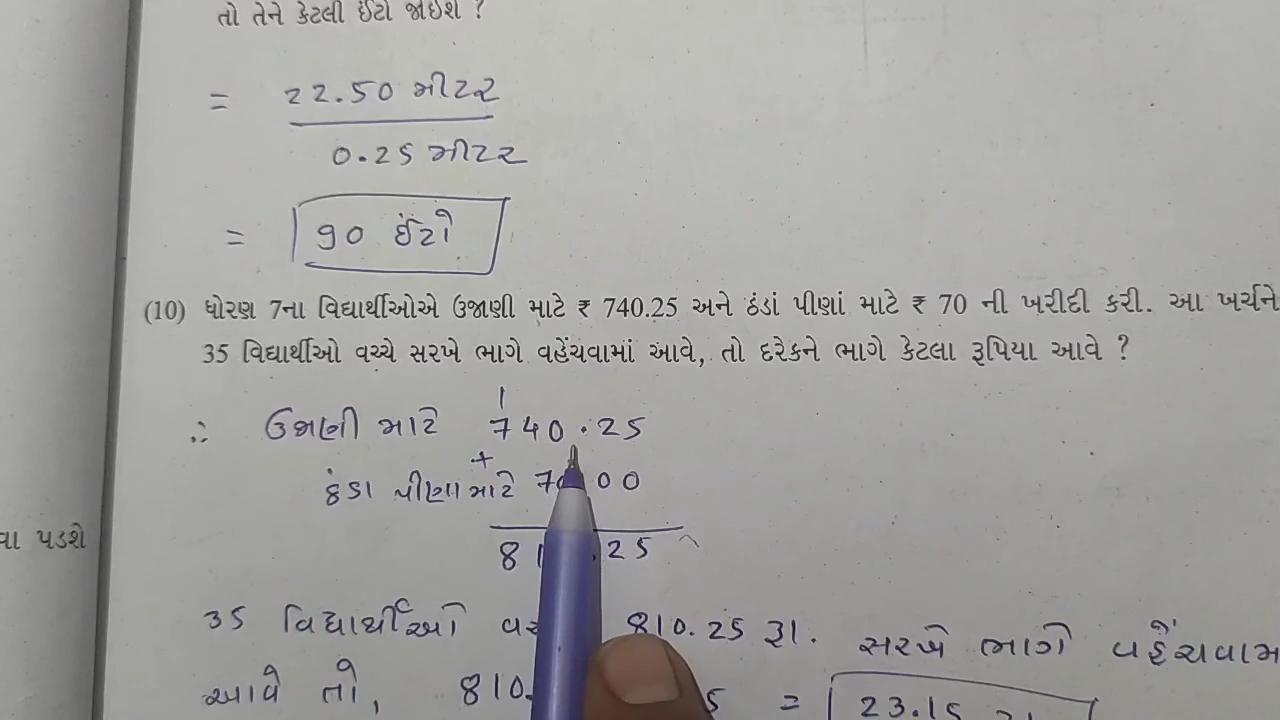 તો તેને કેટલી ઈંટો જોઇશે ?
= 22.50 મીટર
0.25 મીટર
= 90 ઈંટો
(10) ધોરણ 7ના વિદ્યાર્થીઓએ ઉજાણી માટે ₹ 740.25 અને ઠંડાં પીણાં માટે ₹ 70 ની ખરીદી કરી. આ ખર્ચને
35 વિદ્યાર્થીઓ વચ્ચે સરખે ભાગે વહેંચવામાં આવે, તો દરેકને ભાગે કેટલા રૂપિયા આવે ?
1
∴ ઉજાણી માટે 740.25
+
ઠંડા પીણા માટે 70 00
81 .25
વા પડશે
35 વિદ્યાર્થીઓ 810.25 રૂા. સરખે ભાગે વહેંચવામ
આવે તો, 810. 5 = 23.15